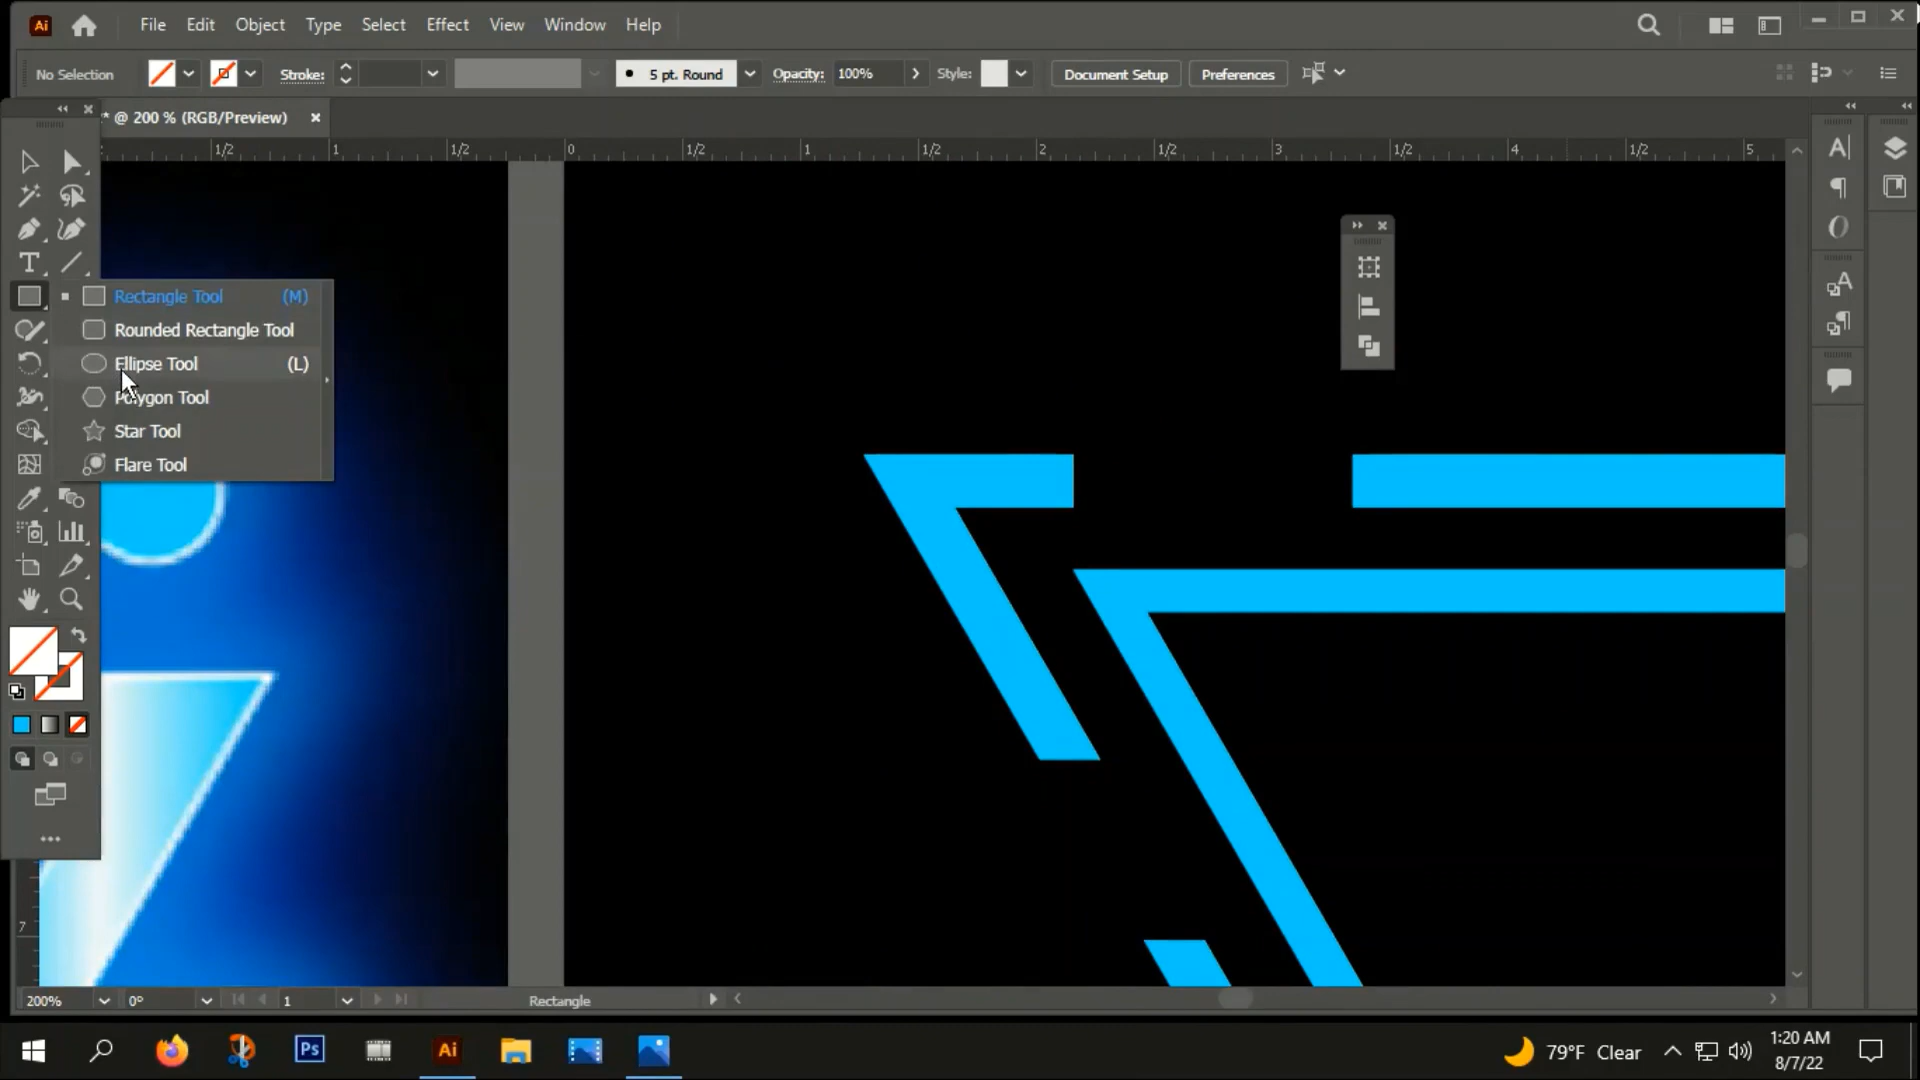 Ai File Edit Object Type Select Effect View Window Help
No Selection Stroke: 5 pt. Round Opacity: 100% Style: Document Setup Preferences
* @ 200 % (RGB/Preview)
1/2 1 1/2 0 1/2 1 1/2 2 1/2 3 1/2 4 1/2 5
Rectangle Tool (M)
Rounded Rectangle Tool
Ellipse Tool (L)
Polygon Tool
Star Tool
Flare Tool
7
200% 0° 1 Rectangle
Ps Ai 79°F Clear 1:20 AM
8/7/22